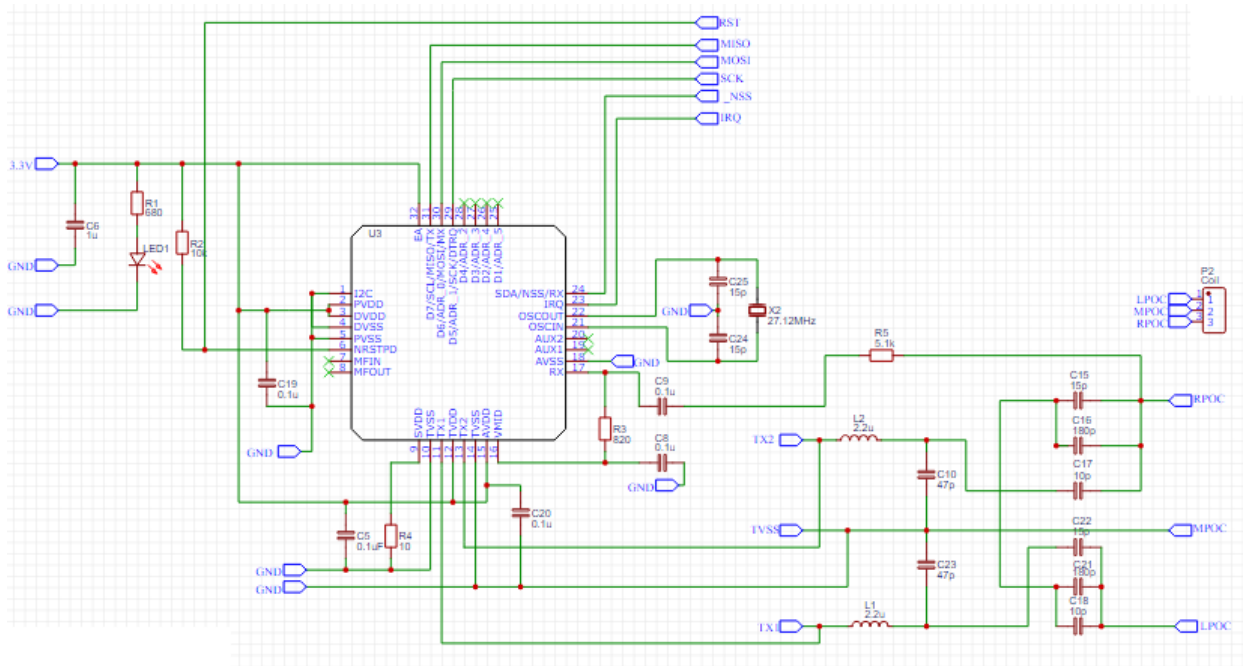 RST
MISO
MOSI
SCK
_NSS
IRQ
3.3V
C6
1u
R1
680
R2
10k
LED1
GND
GND
U3
32
31
30
29
28
27
26
25
EA
D7/SCL/MISO/TX
D6/ADR_0/MOSI/MX
D5/ADR_1/SCK/DTRQ
D4/ADR_2
D3/ADR_3
D2/ADR_4
D1/ADR_5
1 I2C
2 PVDD
3 DVDD
4 DVSS
5 PVSS
6 NRSTPD
7 MFIN
8 MFOUT
SDA/NSS/RX 24
IRQ 23
OSCOUT 22
OSCIN 21
AUX2 20
AUX1 19
AVSS 18
RX 17
SVDD
TVSS
TX1
TVDD
TX2
TVSS
AVDD
VMID
9
10
11
12
13
14
15
16
C19
0.1u
GND
C25
15p
GND
C24
15p
X2
27.12MHz
GND
P2
Coil
LPOC 1 1
MPOC 2 2
RPOC 3 3
R5
5.1k
C9
0.1u
R3
820
C8
0.1u
GND
C15
15p
RPOC
C16
180p
C17
10p
TX2
L2
2.2u
C10
47p
TVSS
MPOC
C22
15p
C21
180p
C18
10p
C23
47p
L1
2.2u
TX1
LPOC
C20
0.1u
C5
0.1uF
R4
10
GND
GND